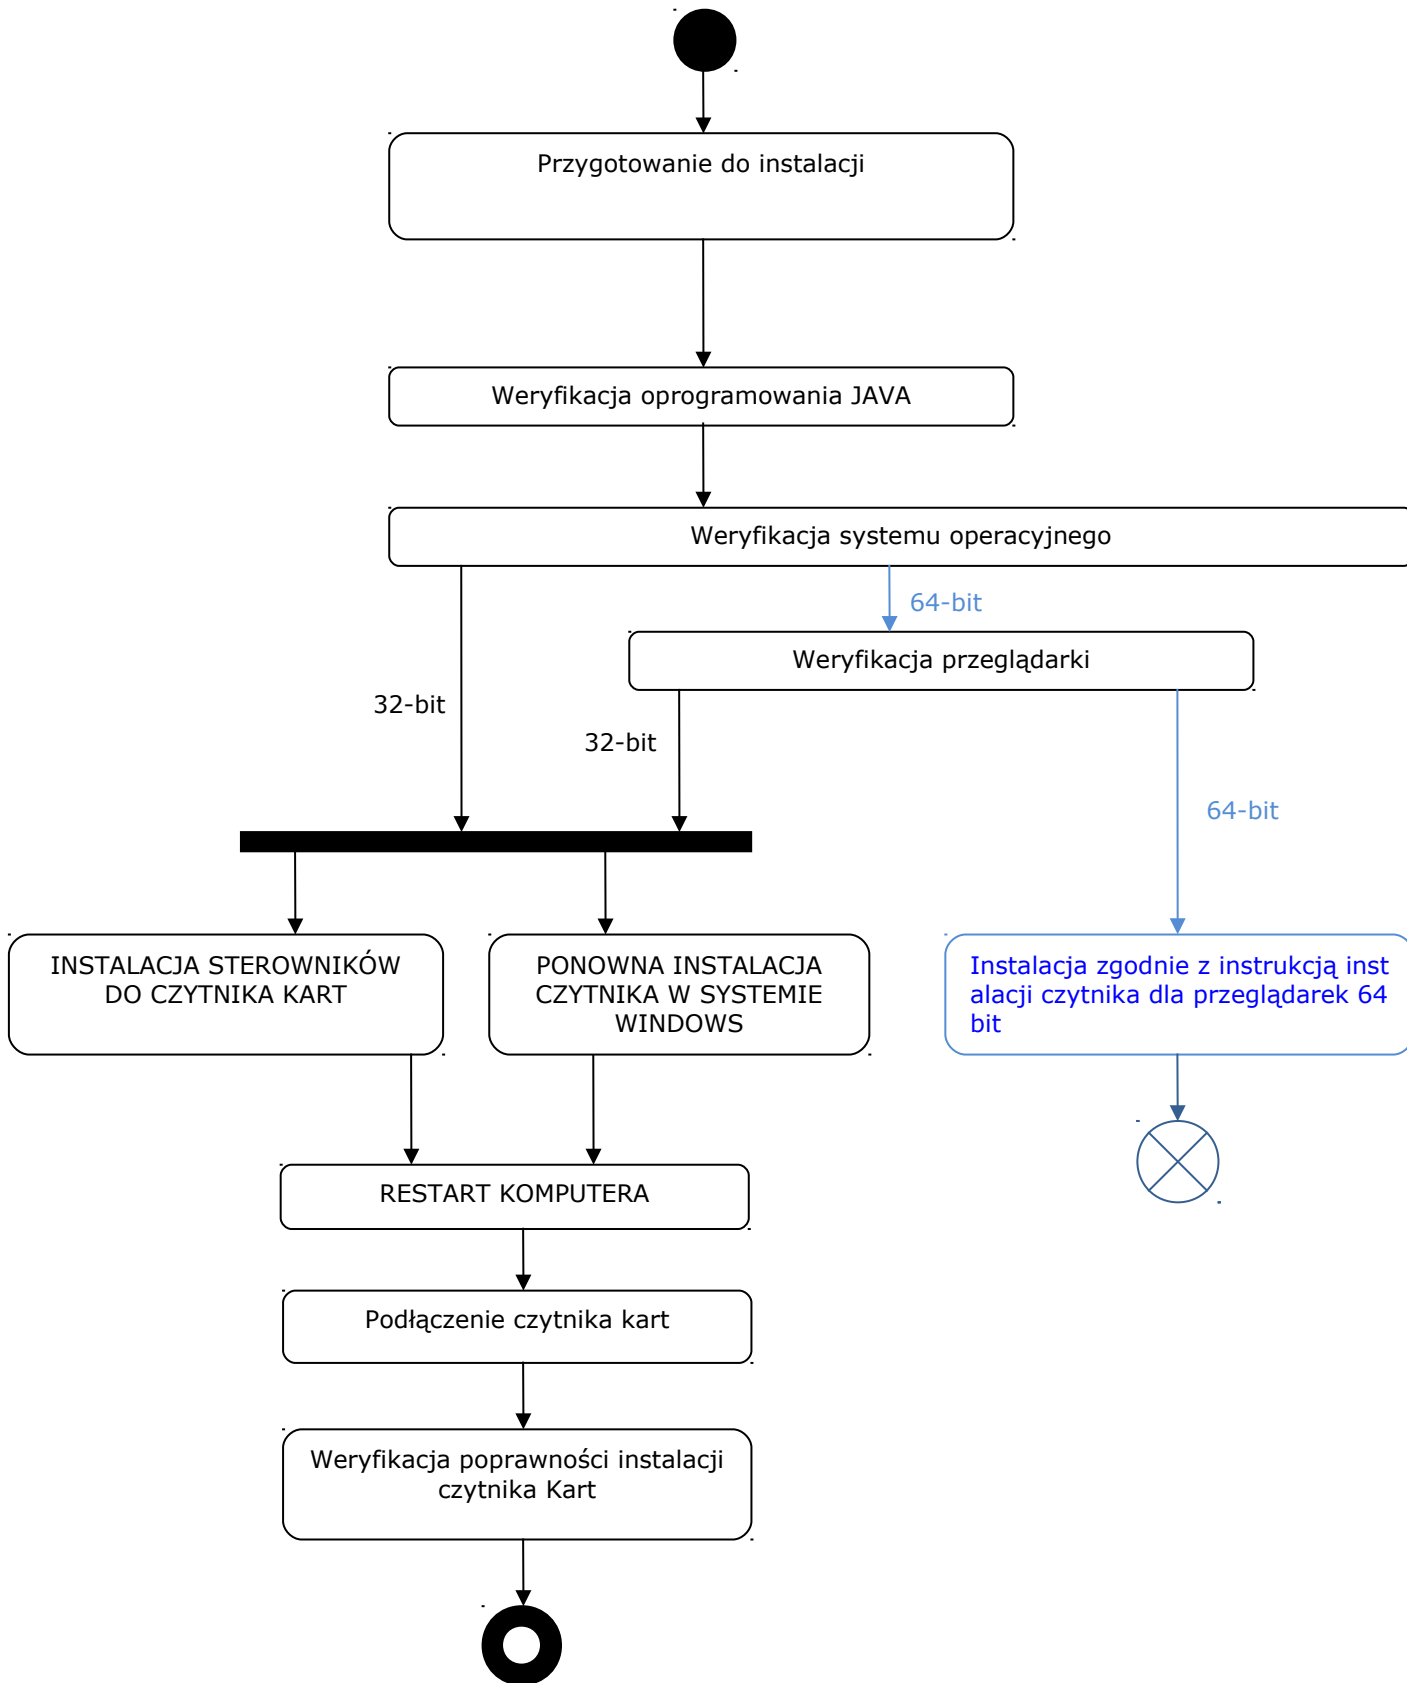 Przygotowanie do instalacji
Weryfikacja oprogramowania JAVA
Weryfikacja systemu operacyjnego
64-bit
Weryfikacja przeglądarki
32-bit
32-bit
64-bit
INSTALACJA STEROWNIKÓW
DO CZYTNIKA KART
PONOWNA INSTALACJA
CZYTNIKA W SYSTEMIE
WINDOWS
Instalacja zgodnie z instrukcją inst
alacji czytnika dla przeglądarek 64
bit
RESTART KOMPUTERA
Podłączenie czytnika kart
Weryfikacja poprawności instalacji
czytnika Kart